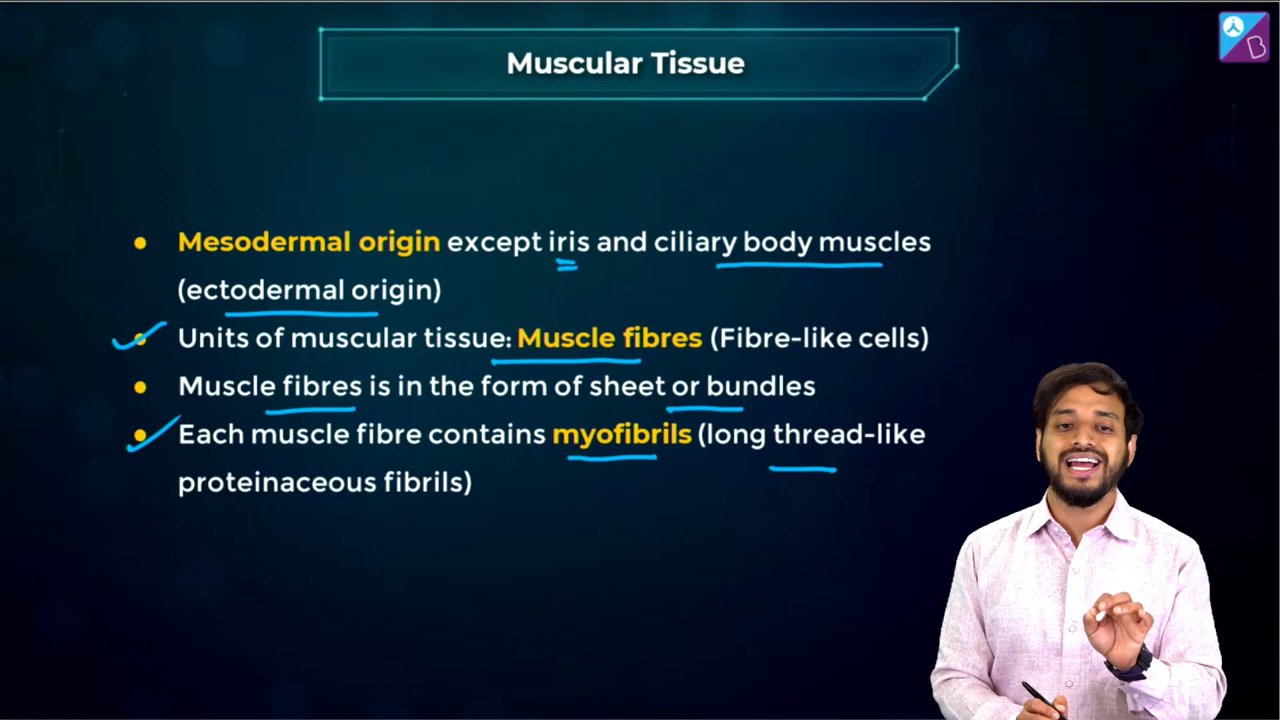 Muscular Tissue
B
Mesodermal origin except iris and ciliary body muscles
(ectodermal origin)
Units of muscular tissue: Muscle fibres (Fibre-like cells)
Muscle fibres is in the form of sheet or bundles
Each muscle fibre contains myofibrils (long thread-like
proteinaceous fibrils)